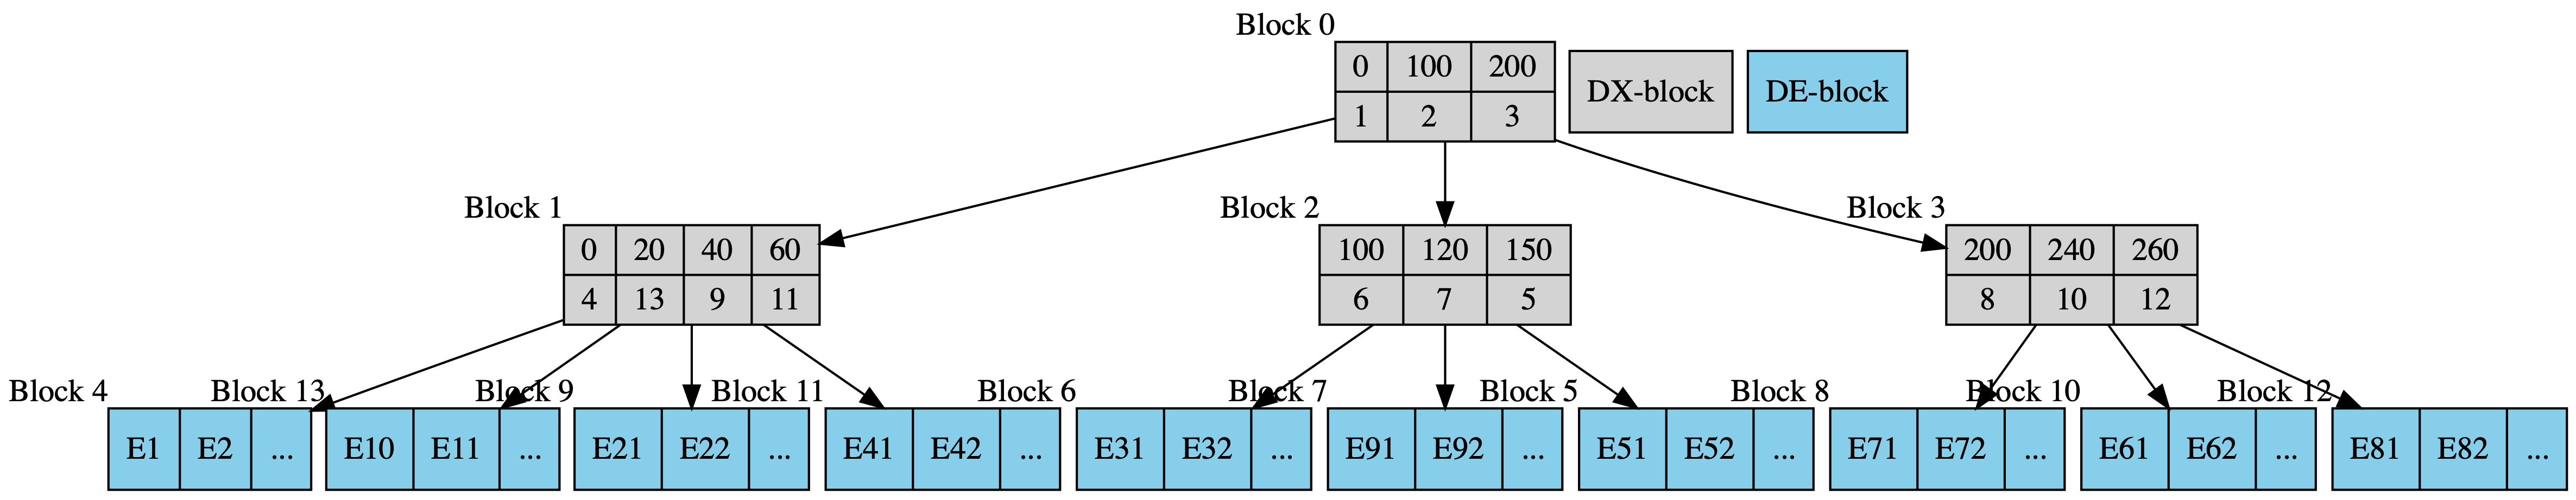 Block 0
0 100 200
1 2 3
DX-block
DE-block
Block 1
0 20 40 60
4 13 9 11
Block 2
100 120 150
6 7 5
Block 3
200 240 260
8 10 12
Block 4
E1 E2 ...
Block 13
E10 E11 ...
Block 9
E21 E22 ...
Block 11
E41 E42 ...
Block 6
E31 E32 ...
Block 7
E91 E92 ...
Block 5
E51 E52 ...
Block 8
E71 E72 ...
Block 10
E61 E62 ...
Block 12
E81 E82 ...